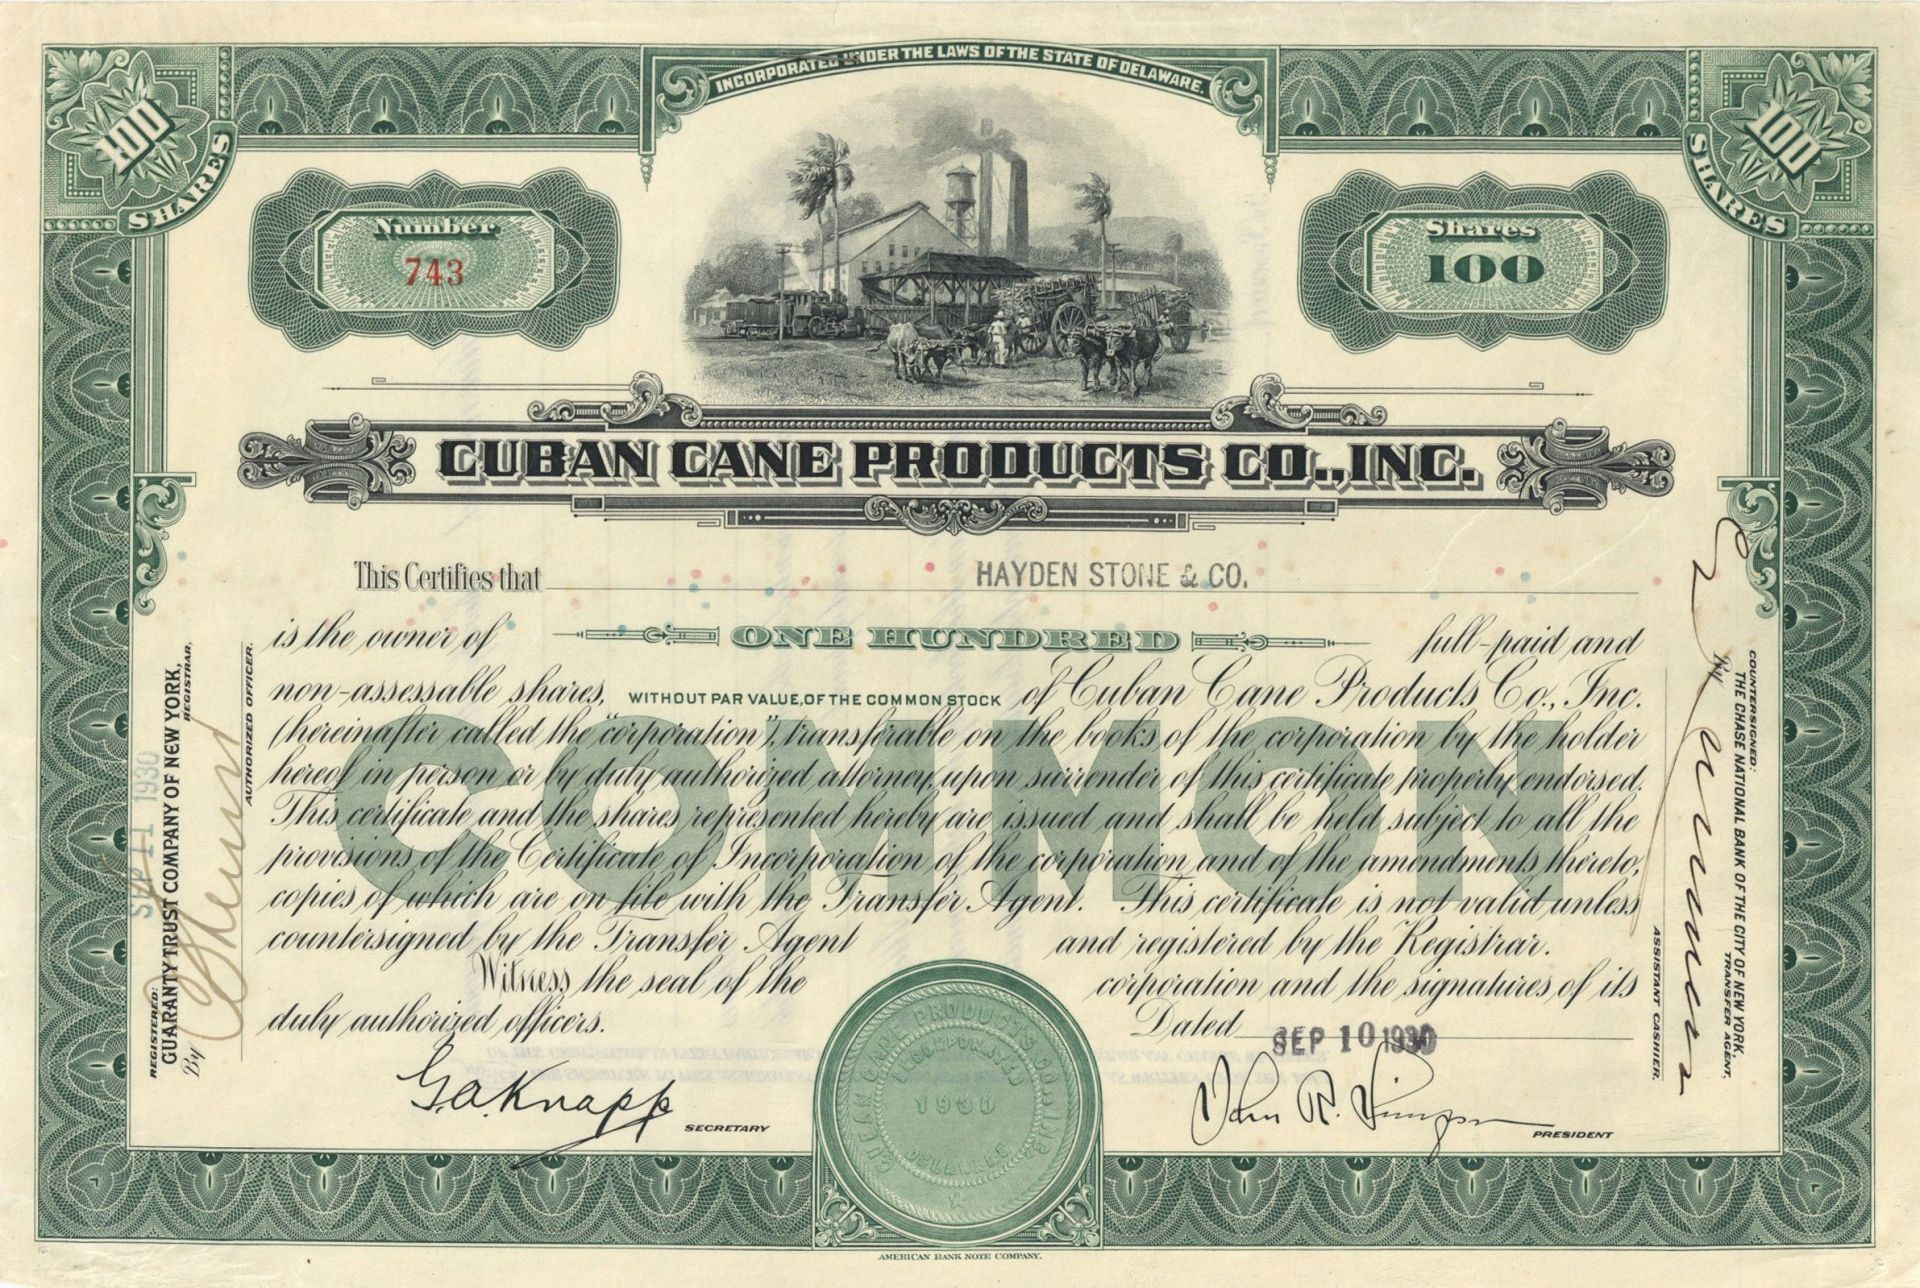 INCORPORATED UNDER THE LAWS OF THE STATE OF DELAWARE.
100
SHARES
100
SHARES
Number
743
Shares
100
CUBAN CANE PRODUCTS CO., INC.
This Certifies that HAYDEN STONE & CO.
is the owner of ONE HUNDRED full-paid and
non-assessable shares, WITHOUT PAR VALUE, OF THE COMMON STOCK of Cuban Cane Products Co., Inc.
(hereinafter called the "corporation"), transferable on the books of the corporation by the holder
hereof in person or by duly authorized attorney, upon surrender of this certificate properly endorsed.
This certificate and the shares represented hereby are issued and shall be held subject to all the
provisions of the Certificate of Incorporation of the corporation and of the amendments thereto,
copies of which are on file with the Transfer Agent. This certificate is not valid unless
countersigned by the Transfer Agent and registered by the Registrar.
Witness the seal of the corporation and the signatures of its
duly authorized officers. Dated SEP 10 1930
COMMON
G.A. Knapp
SECRETARY
John R. Simpson
PRESIDENT
CUBAN CANE PRODUCTS CO., INC.
INCORPORATED
1930
DELAWARE
REGISTERED:
GUARANTY TRUST COMPANY OF NEW YORK,
REGISTRAR,
SEP 11 1930
By
AUTHORIZED OFFICER.
COUNTERSIGNED:
THE CHASE NATIONAL BANK OF THE CITY OF NEW YORK,
TRANSFER AGENT,
By
ASSISTANT CASHIER.
AMERICAN BANK NOTE COMPANY.